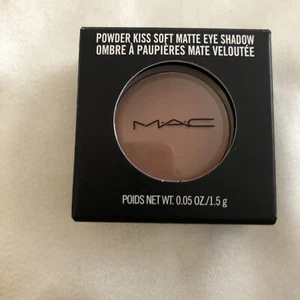 POWDER KISS SOFT MATTE EYE SHADOW
OMBRE À PAUPIÈRES MATE VELOUTÉE
MAC
POIDS NET WT. 0.05 OZ/1.5 g